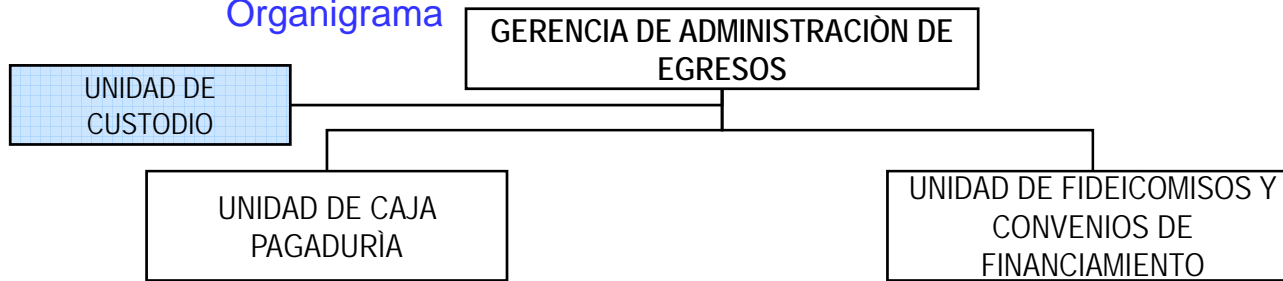 Organigrama
GERENCIA DE ADMINISTRACIÒN DE
EGRESOS
UNIDAD DE
CUSTODIO
UNIDAD DE CAJA
PAGADURÌA
UNIDAD DE FIDEICOMISOS Y
CONVENIOS DE
FINANCIAMIENTO